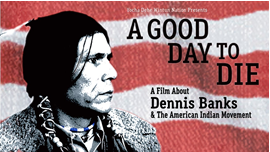 A GOOD
DAY TO
DIE
A Film About
Dennis Banks
& The American Indian Movement